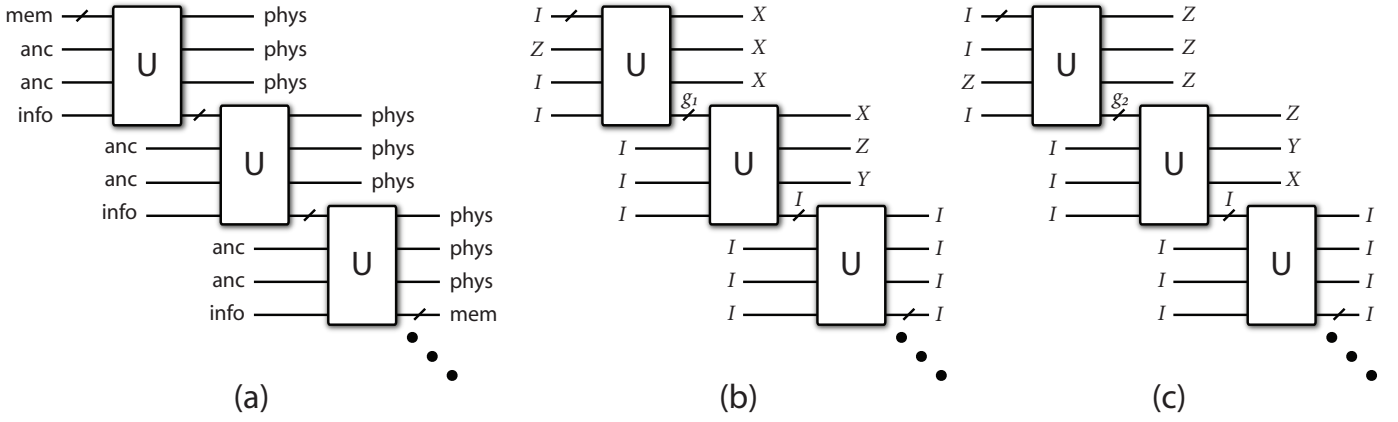 mem U phys
anc phys
anc phys
info U phys
anc phys
anc phys
info U phys
anc phys
anc phys
info mem
(a)
I U X
Z X
I X
I g₁ U X
I Z
I Y
I I U I
I I
I I
I I
(b)
I U Z
I Z
Z Z
I g₂ U Z
I Y
I X
I I U I
I I
I I
I I
(c)